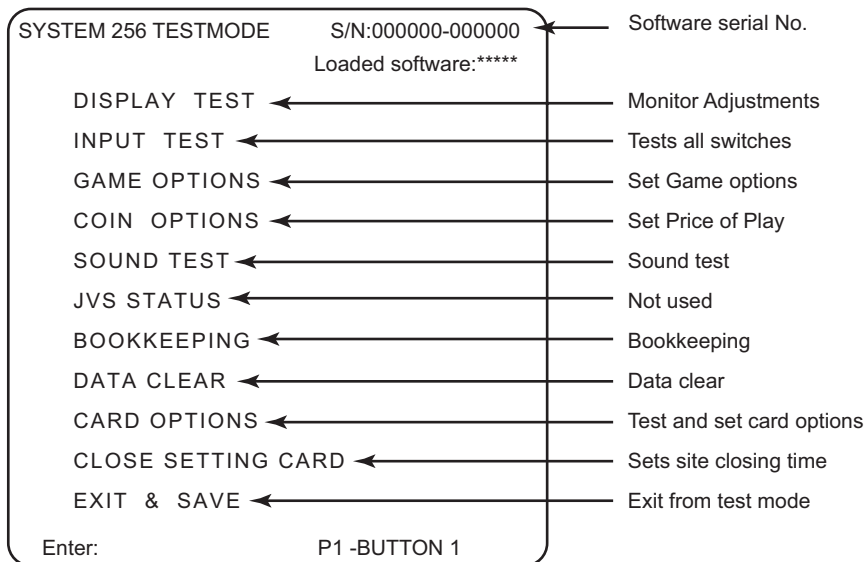 SYSTEM 256 TESTMODE S/N:000000-000000 Software serial No.
Loaded software:*****
DISPLAY TEST Monitor Adjustments
INPUT TEST Tests all switches
GAME OPTIONS Set Game options
COIN OPTIONS Set Price of Play
SOUND TEST Sound test
JVS STATUS Not used
BOOKKEEPING Bookkeeping
DATA CLEAR Data clear
CARD OPTIONS Test and set card options
CLOSE SETTING CARD Sets site closing time
EXIT & SAVE Exit from test mode
Enter: P1 -BUTTON 1